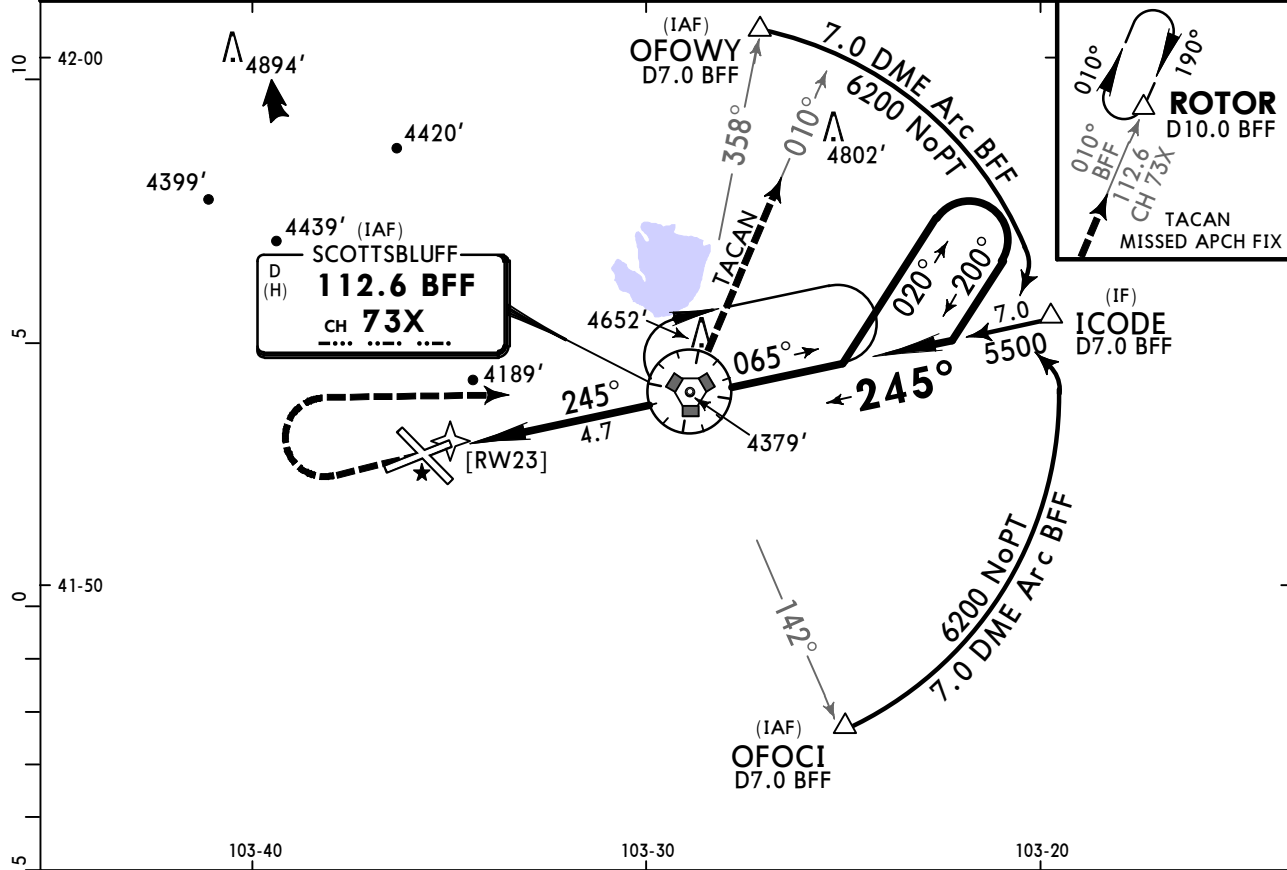 10
5
0
5
42-00
41-50
103-40
103-30
103-20
4894'
4420'
4399'
4439'
(IAF)
SCOTTSBLUFF
D
(H)
112.6 BFF
CH 73X
4189'
245°
4.7
[RW23]
4652'
4379'
065°
TACAN
(IAF)
OFOWY
D7.0 BFF
358°
010°
4802'
7.0 DME Arc BFF
6200 NoPT
020°
200°
245°
7.0
5500
(IF)
ICODE
D7.0 BFF
142°
(IAF)
OFOCI
D7.0 BFF
6200 NoPT
7.0 DME Arc BFF
010°
190°
ROTOR
D10.0 BFF
010°
BFF
112.6
CH 73X
TACAN
MISSED APCH FIX